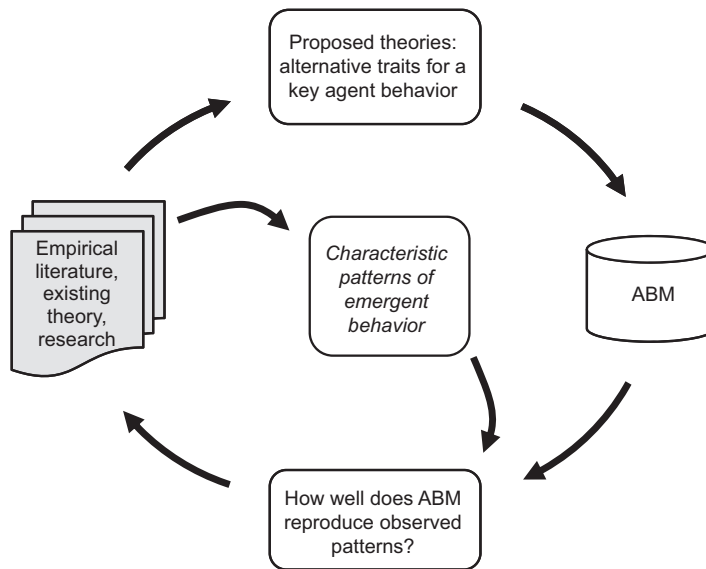 Proposed theories:
alternative traits for a
key agent behavior
Empirical
literature,
existing
theory,
research
Characteristic
patterns of
emergent
behavior
ABM
How well does ABM
reproduce observed
patterns?